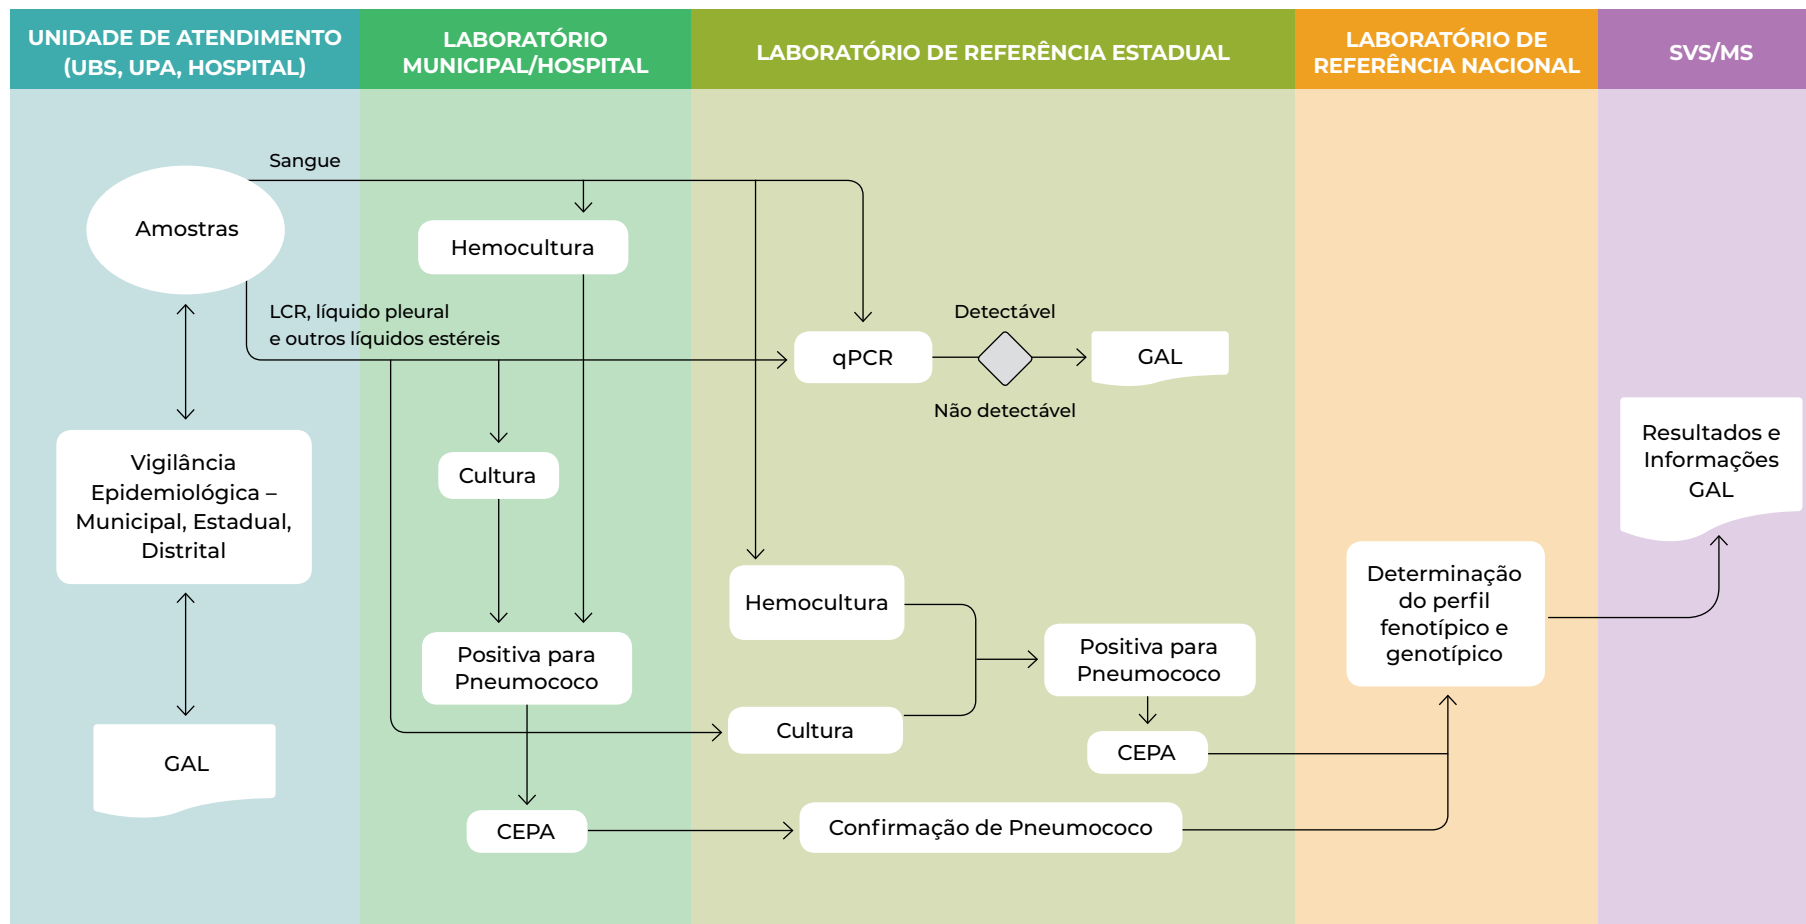 UNIDADE DE ATENDIMENTO
(UBS, UPA, HOSPITAL)
LABORATÓRIO
MUNICIPAL/HOSPITAL
LABORATÓRIO DE REFERÊNCIA ESTADUAL
LABORATÓRIO DE
REFERÊNCIA NACIONAL
SVS/MS
Sangue
Amostras
Hemocultura
LCR, líquido pleural
e outros líquidos estéreis
Detectável
qPCR
GAL
Não detectável
Vigilância
Epidemiológica –
Municipal, Estadual,
Distrital
Cultura
Resultados e
Informações
GAL
Hemocultura
Determinação
do perfil
fenotípico e
genotípico
Positiva para
Pneumococo
Positiva para
Pneumococo
Cultura
CEPA
GAL
CEPA
Confirmação de Pneumococo